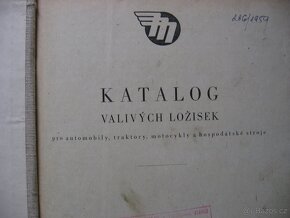 KATALOG
VALIVÝCH LOŽISEK
pro automobily, traktory, motocykly a hospodářské stroje